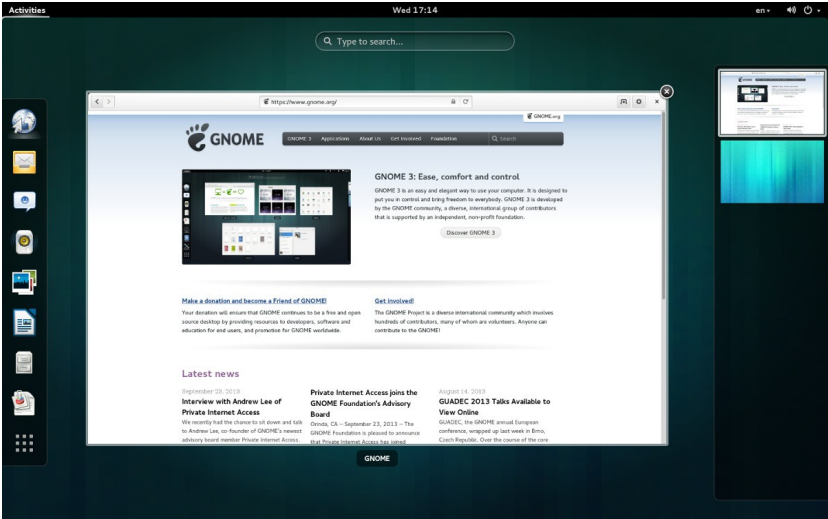 Activities
Wed 17:14
en
Type to search...
https://www.gnome.org/
GNOME.org
GNOME
GNOME 3 Applications About Us Get Involved Foundation Search
GNOME 3: Ease, comfort and control
GNOME 3 is an easy and elegant way to use your computer. It is designed to
put you in control and bring freedom to everybody. GNOME 3 is developed
by the GNOME community, a diverse, international group of contributors
that is supported by an independent, non-profit foundation.
Discover GNOME 3
Make a donation and become a Friend of GNOME!
Your donation will ensure that GNOME continues to be a free and open
source desktop by providing resources to developers, software and
education for end users, and promotion for GNOME worldwide.
Get involved!
The GNOME Project is a diverse international community which involves
hundreds of contributors, many of whom are volunteers. Anyone can
contribute to the GNOME!
Latest news
September 28, 2013
Interview with Andrew Lee of
Private Internet Access
We recently had the chance to sit down and talk
to Andrew Lee, co-founder of GNOME's newest
advisory board member Private Internet Access.
Private Internet Access joins the
GNOME Foundation's Advisory
Board
Orinda, CA – September 23, 2013 – The
GNOME Foundation is pleased to announce
that Private Internet Access has joined
August 14, 2013
GUADEC 2013 Talks Available to
View Online
GUADEC, the GNOME annual European
conference, wrapped up last week in Brno,
Czech Republic. Over the course of the core
GNOME